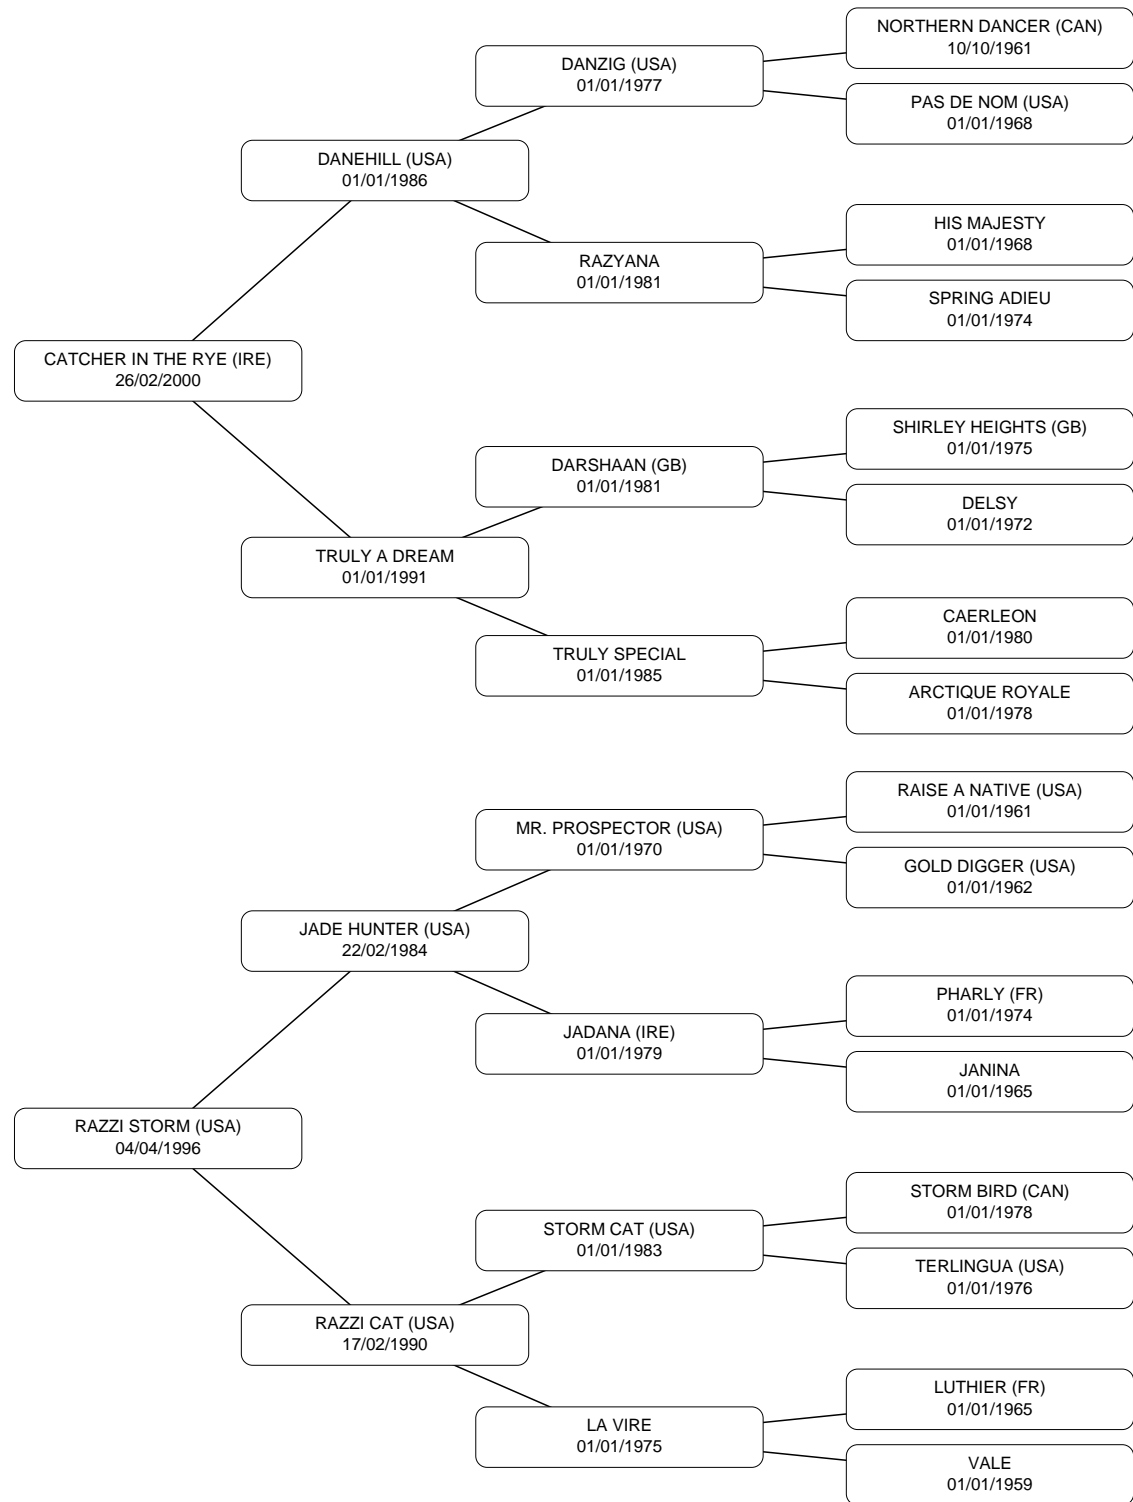 NORTHERN DANCER (CAN)
10/10/1961
DANZIG (USA)
01/01/1977
PAS DE NOM (USA)
01/01/1968
DANEHILL (USA)
01/01/1986
HIS MAJESTY
01/01/1968
RAZYANA
01/01/1981
SPRING ADIEU
01/01/1974
CATCHER IN THE RYE (IRE)
26/02/2000
SHIRLEY HEIGHTS (GB)
01/01/1975
DARSHAAN (GB)
01/01/1981
DELSY
01/01/1972
TRULY A DREAM
01/01/1991
CAERLEON
01/01/1980
TRULY SPECIAL
01/01/1985
ARCTIQUE ROYALE
01/01/1978
RAISE A NATIVE (USA)
01/01/1961
MR. PROSPECTOR (USA)
01/01/1970
GOLD DIGGER (USA)
01/01/1962
JADE HUNTER (USA)
22/02/1984
PHARLY (FR)
01/01/1974
JADANA (IRE)
01/01/1979
JANINA
01/01/1965
RAZZI STORM (USA)
04/04/1996
STORM BIRD (CAN)
01/01/1978
STORM CAT (USA)
01/01/1983
TERLINGUA (USA)
01/01/1976
RAZZI CAT (USA)
17/02/1990
LUTHIER (FR)
01/01/1965
LA VIRE
01/01/1975
VALE
01/01/1959